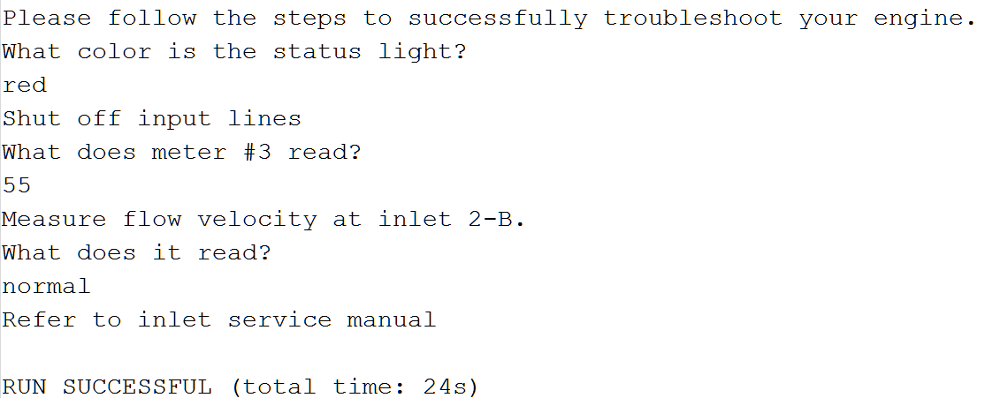 Please follow the steps to successfully troubleshoot your engine.
What color is the status light?
red
Shut off input lines
What does meter #3 read?
55
Measure flow velocity at inlet 2-B.
What does it read?
normal
Refer to inlet service manual
RUN SUCCESSFUL (total time: 24s)